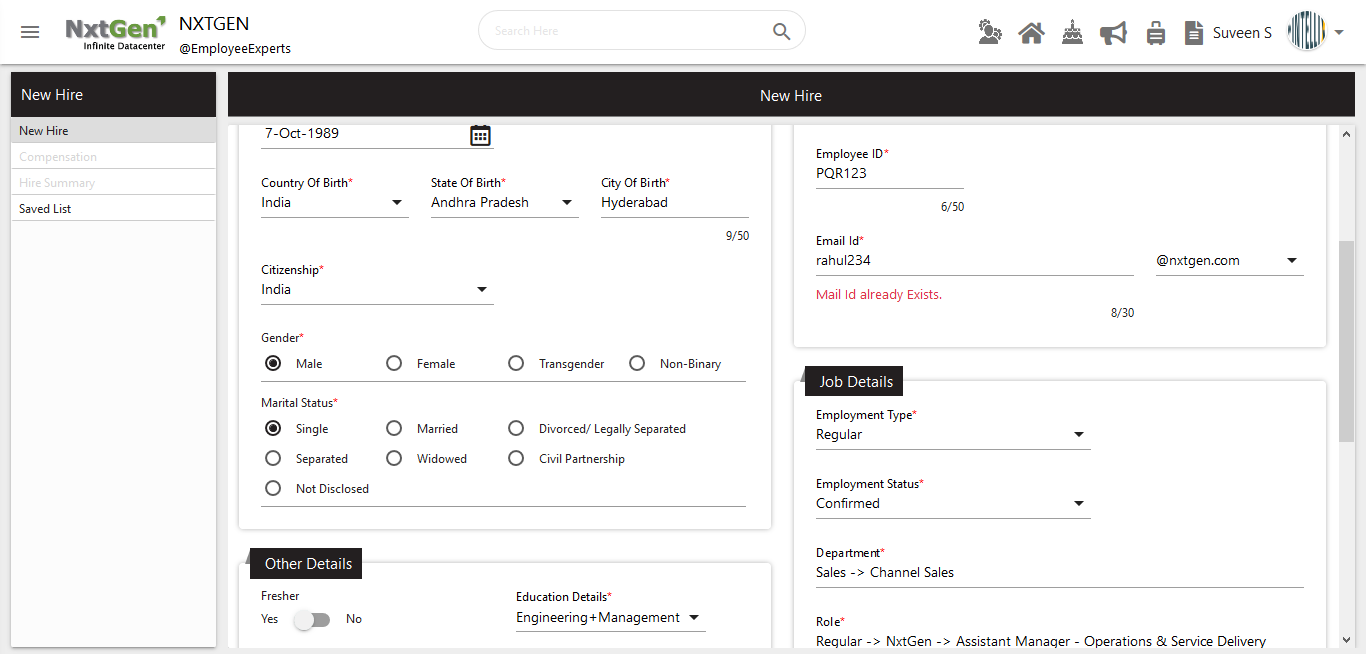 NxtGen
Infinite Datacenter
NXTGEN
@EmployeeExperts
Search Here
Suveen S
New Hire
New Hire
Compensation
Hire Summary
Saved List
New Hire
7-Oct-1989
Country Of Birth*
India
State Of Birth*
Andhra Pradesh
City Of Birth*
Hyderabad
9/50
Citizenship*
India
Gender*
Male
Female
Transgender
Non-Binary
Marital Status*
Single
Married
Divorced/ Legally Separated
Separated
Widowed
Civil Partnership
Not Disclosed
Other Details
Fresher
Yes
No
Education Details*
Engineering+Management
Employee ID*
PQR123
6/50
Email Id*
rahul234
@nxtgen.com
Mail Id already Exists.
8/30
Job Details
Employment Type*
Regular
Employment Status*
Confirmed
Department*
Sales -> Channel Sales
Role*
Regular -> NxtGen -> Assistant Manager - Operations & Service Delivery